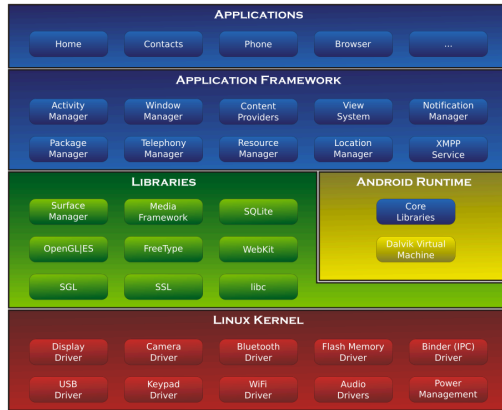 APPLICATIONS
Home
Contacts
Phone
Browser
...
APPLICATION FRAMEWORK
Activity
Manager
Window
Manager
Content
Providers
View
System
Notification
Manager
Package
Manager
Telephony
Manager
Resource
Manager
Location
Manager
XMPP
Service
LIBRARIES
Surface
Manager
Media
Framework
SQLite
OpenGL|ES
FreeType
WebKit
SGL
SSL
libc
ANDROID RUNTIME
Core
Libraries
Dalvik Virtual
Machine
LINUX KERNEL
Display
Driver
Camera
Driver
Bluetooth
Driver
Flash Memory
Driver
Binder (IPC)
Driver
USB
Driver
Keypad
Driver
WiFi
Driver
Audio
Drivers
Power
Management